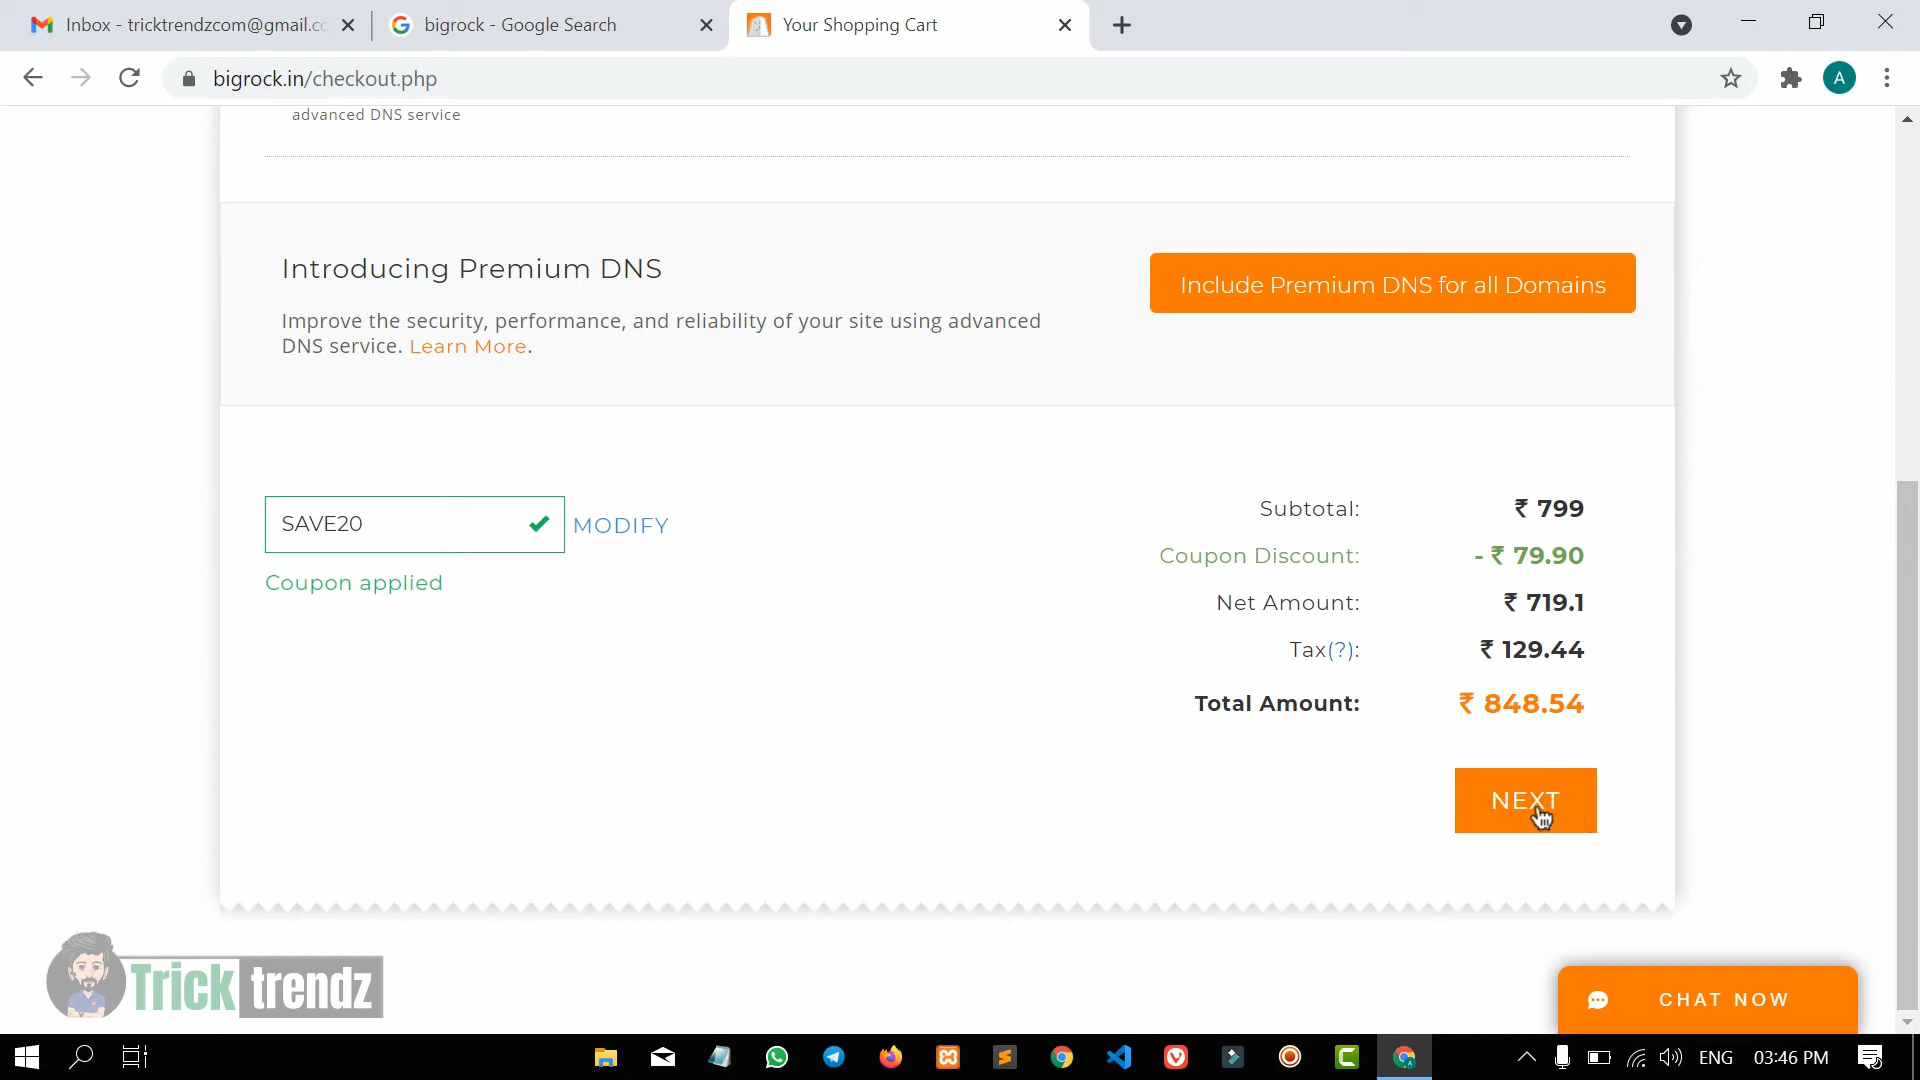 Inbox - tricktrendzcom@gmail.cc
bigrock - Google Search
Your Shopping Cart
bigrock.in/checkout.php
A
advanced DNS service
Introducing Premium DNS
Include Premium DNS for all Domains
Improve the security, performance, and reliability of your site using advanced
DNS service. Learn More.
SAVE20
MODIFY
Coupon applied
Subtotal: ₹ 799
Coupon Discount: - ₹ 79.90
Net Amount: ₹ 719.1
Tax(?): ₹ 129.44
Total Amount: ₹ 848.54
NEXT
Trick trendz
CHAT NOW
ENG 03:46 PM